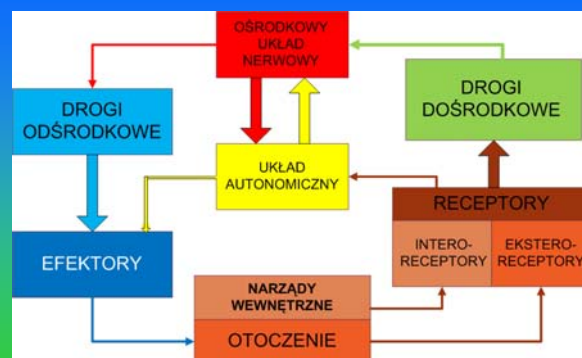 OŚRODKOWY
UKŁAD
NERWOWY
DROGI
ODŚRODKOWE
DROGI
DOŚRODKOWE
UKŁAD
AUTONOMICZNY
RECEPTORY
INTERO-
RECEPTORY
EKSTERO-
RECEPTORY
EFEKTORY
NARZĄDY
WEWNĘTRZNE
OTOCZENIE